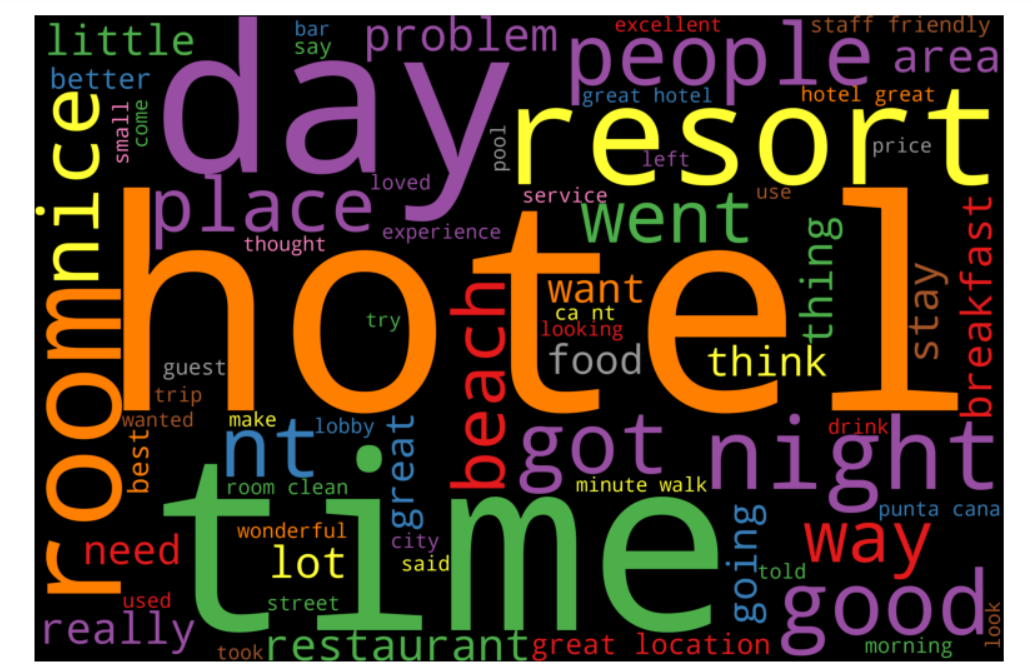 little
day
bar
say
problem
people
excellent
staff friendly
area
better
great hotel
hotel great
nice
small
come
pool
resort
left
price
place
loved
service
use
went
experience
thought
thing
breakfast
hotel
room
beach
want
ca nt
looking
try
food
think
stay
guest
trip
wanted
make
lobby
best
nt
great
got
night
drink
room clean
time
minute walk
punta cana
wonderful
city
need
lot
said
going
way
told
used
street
good
look
really
took
restaurant
great location
morning